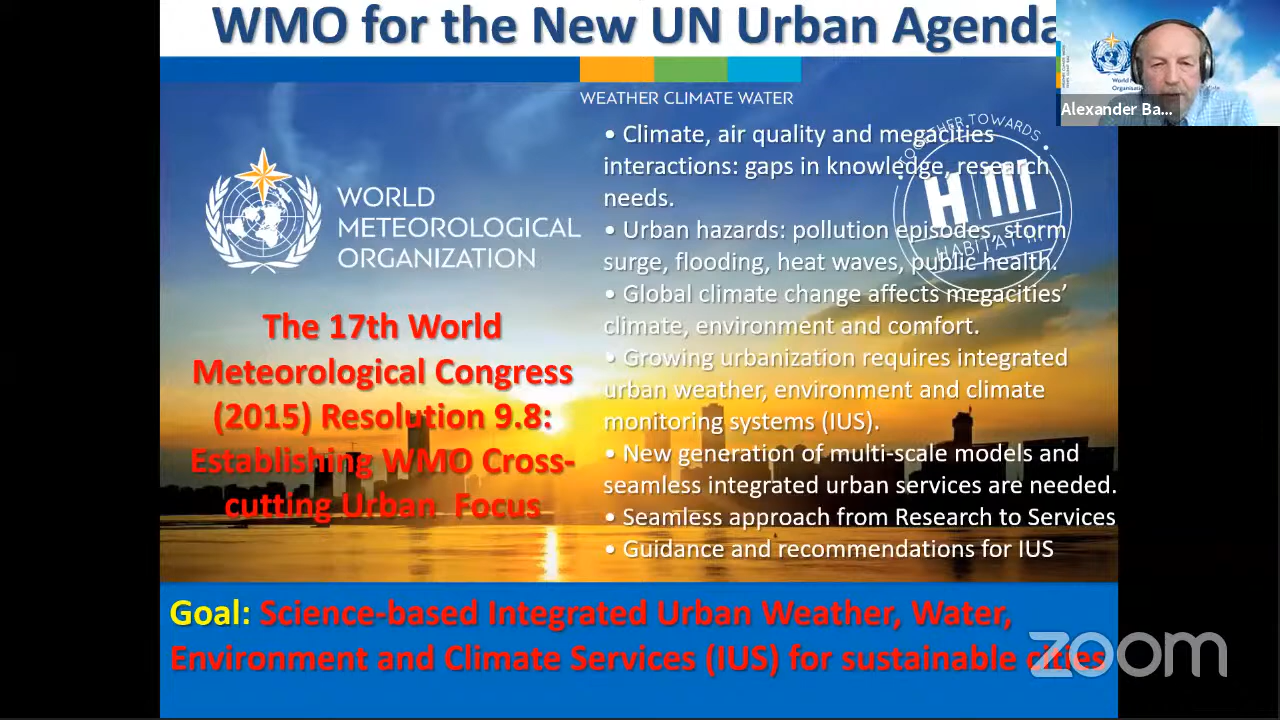 WMO for the New UN Urban Agenda
Alexander Ba...
WEATHER CLIMATE WATER
WORLD
METEOROLOGICAL
ORGANIZATION
The 17th World
Meteorological Congress
(2015) Resolution 9.8:
Establishing WMO Cross-
cutting Urban Focus
• Climate, air quality and megacities
interactions: gaps in knowledge, research
needs.
• Urban hazards: pollution episodes, storm
surge, flooding, heat waves, public health.
• Global climate change affects megacities’
climate, environment and comfort.
• Growing urbanization requires integrated
urban weather, environment and climate
monitoring systems (IUS).
• New generation of multi-scale models and
seamless integrated urban services are needed.
• Seamless approach from Research to Services
• Guidance and recommendations for IUS
TOGETHER TOWARDS
H III
HABITAT III
Goal: Science-based Integrated Urban Weather, Water,
Environment and Climate Services (IUS) for sustainable cities
zoom